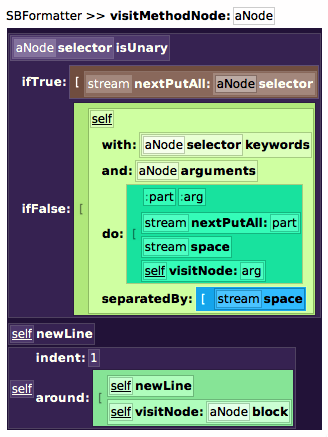 SBFormatter >> visitMethodNode: aNode
aNode selector isUnary
ifTrue: [ stream nextPutAll: aNode selector
self
with: aNode selector keywords
and: aNode arguments
:part :arg
stream nextPutAll: part
ifFalse: [ do: [ stream space
self visitNode: arg
separatedBy: [ stream space
self newLine
indent: 1
self around: [ self newLine
self visitNode: aNode block